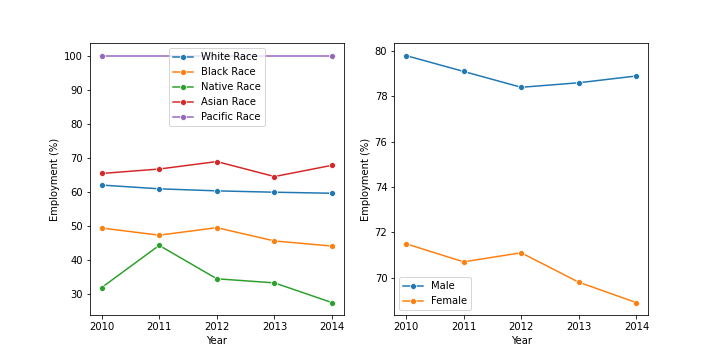 100
90
80
70
60
50
40
30
Employment (%)
2010 2011 2012 2013 2014
Year
White Race
Black Race
Native Race
Asian Race
Pacific Race
80
78
76
74
72
70
Employment (%)
2010 2011 2012 2013 2014
Year
Male
Female